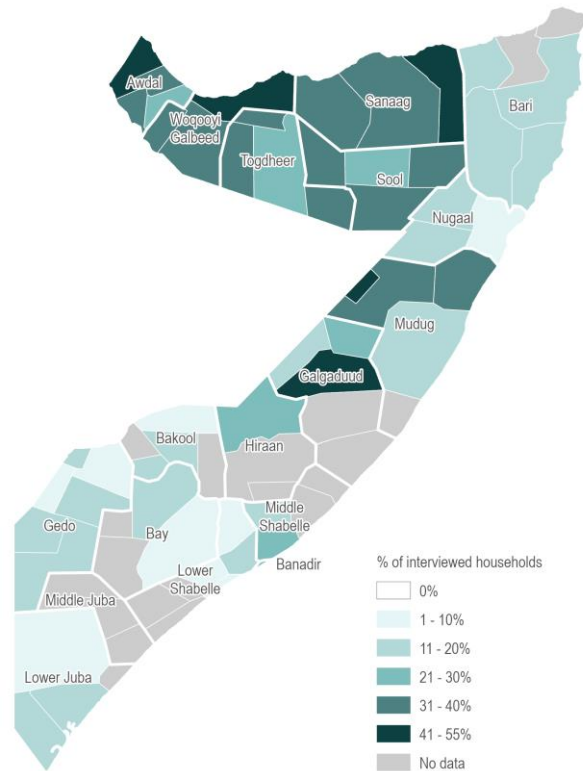 Awdal
Woqooyi
Galbeed
Togdheer
Sanaag
Sool
Bari
Nugaal
Mudug
Galgaduud
Hiraan
Bakool
Gedo
Bay
Middle
Shabelle
Banadir
Lower
Shabelle
Middle Juba
Lower Juba
% of interviewed households
0%
1 - 10%
11 - 20%
21 - 30%
31 - 40%
41 - 55%
No data